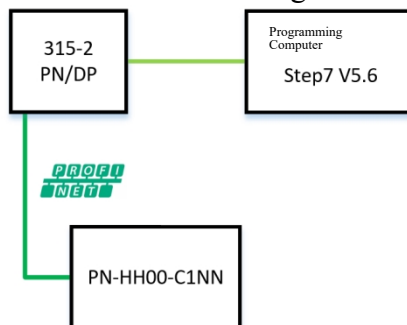 315-2
PN/DP
Programming
Computer
Step7 V5.6
PROFI
NET
PN-HH00-C1NN